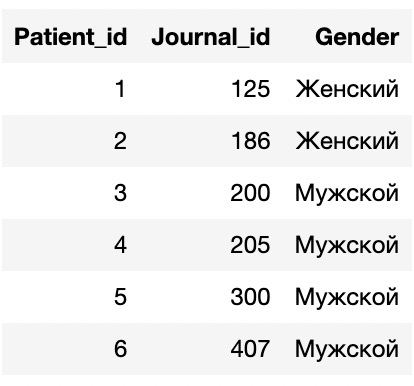 Patient_id Journal_id Gender
1 125 Женский
2 186 Женский
3 200 Мужской
4 205 Мужской
5 300 Мужской
6 407 Мужской